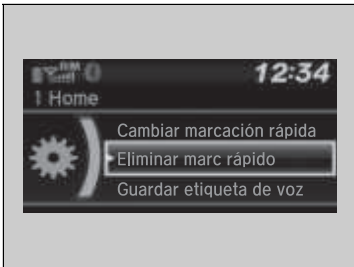 12:34
1 Home
Cambiar marcación rápida
Eliminar marc rápido
Guardar etiqueta de voz